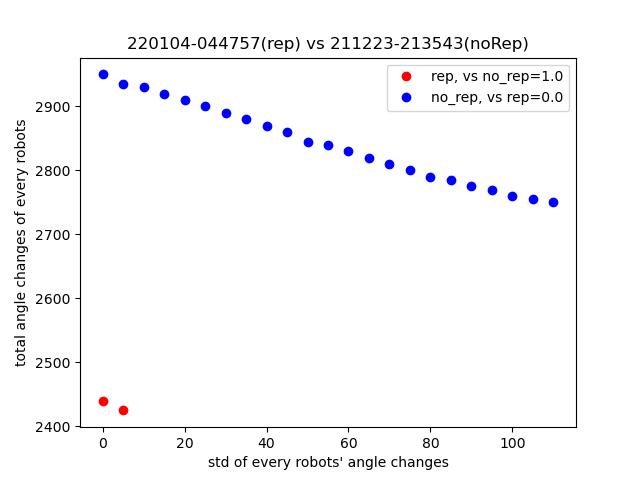 220104-044757(rep) vs 211223-213543(noRep)
rep, vs no_rep=1.0
no_rep, vs rep=0.0
total angle changes of every robots
2900
2800
2700
2600
2500
2400
0 20 40 60 80 100
std of every robots' angle changes